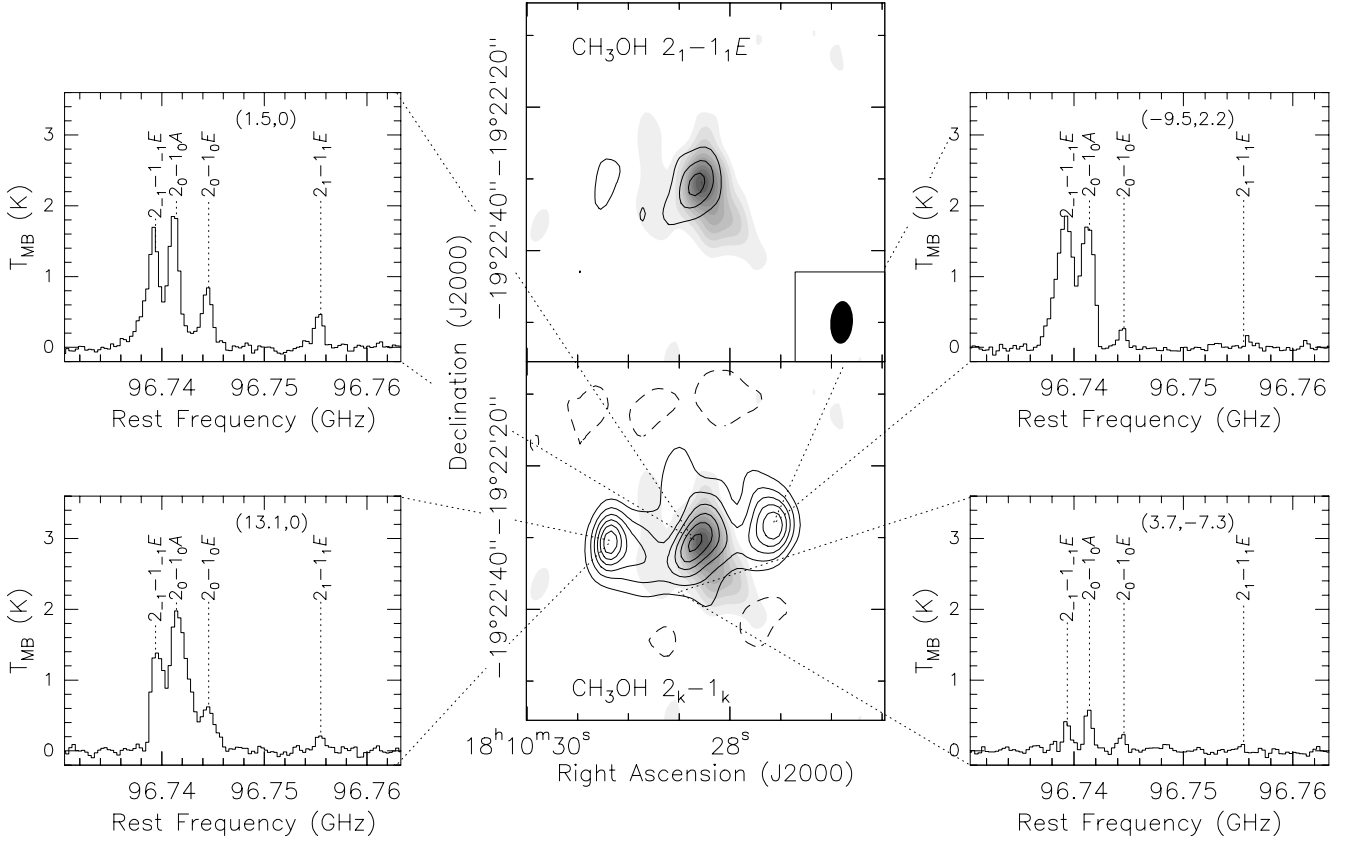 (1.5,0)
2₋₁−1₋₁E
2₀−1₀A
2₀−1₀E
2₁−1₁E
3
2
1
0
T_MB (K)
96.74
96.75
96.76
Rest Frequency (GHz)
(13.1,0)
2₋₁−1₋₁E
2₀−1₀A
2₀−1₀E
2₁−1₁E
3
2
1
0
T_MB (K)
96.74
96.75
96.76
Rest Frequency (GHz)
CH₃OH 2₁−1₁E
−19°22'20"
−19°22'40"
Declination (J2000)
−19°22'20"
−19°22'40"
CH₃OH 2ₖ−1ₖ
18ʰ10ᵐ30ˢ
28ˢ
Right Ascension (J2000)
(−9.5,2.2)
2₋₁−1₋₁E
2₀−1₀A
2₀−1₀E
2₁−1₁E
3
2
1
0
T_MB (K)
96.74
96.75
96.76
Rest Frequency (GHz)
(3.7,−7.3)
2₋₁−1₋₁E
2₀−1₀A
2₀−1₀E
2₁−1₁E
3
2
1
0
T_MB (K)
96.74
96.75
96.76
Rest Frequency (GHz)